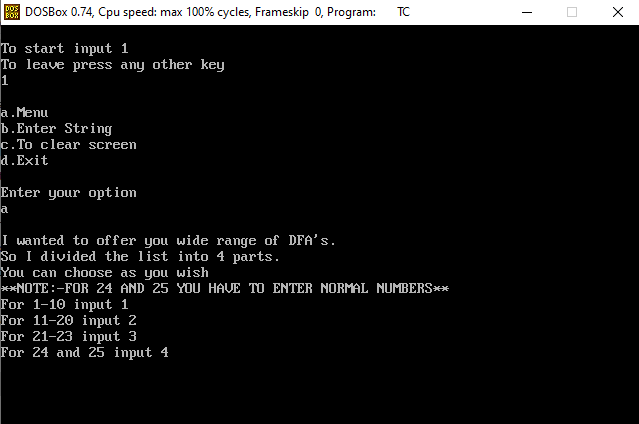 DOS
BOX
DOSBox 0.74, Cpu speed: max 100% cycles, Frameskip 0, Program: TC
To start input 1
To leave press any other key
1
a.Menu
b.Enter String
c.To clear screen
d.Exit
Enter your option
a
I wanted to offer you wide range of DFA's.
So I divided the list into 4 parts.
You can choose as you wish
**NOTE:-FOR 24 AND 25 YOU HAVE TO ENTER NORMAL NUMBERS**
For 1-10 input 1
For 11-20 input 2
For 21-23 input 3
For 24 and 25 input 4